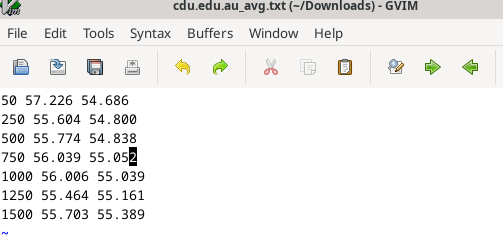 cdu.edu.au_avg.txt (~/Downloads) - GVIM
File Edit Tools Syntax Buffers Window Help
50 57.226 54.686
250 55.604 54.800
500 55.774 54.838
750 56.039 55.052
1000 56.006 55.039
1250 55.464 55.161
1500 55.703 55.389
~